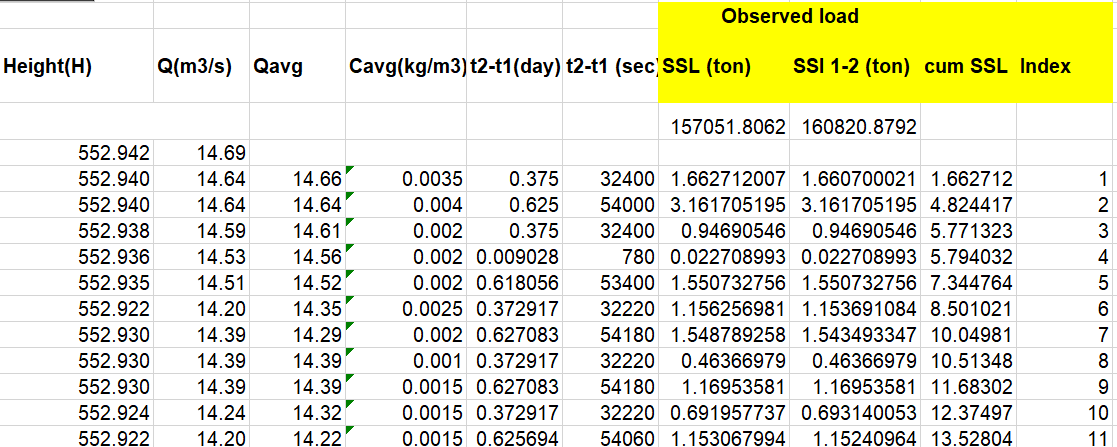 Observed load
Height(H) Q(m3/s) Qavg Cavg(kg/m3) t2-t1(day) t2-t1 (sec) SSL (ton) SSl 1-2 (ton) cum SSL Index
157051.8062 160820.8792
552.942 14.69
552.940 14.64 14.66 0.0035 0.375 32400 1.662712007 1.660700021 1.662712 1
552.940 14.64 14.64 0.004 0.625 54000 3.161705195 3.161705195 4.824417 2
552.938 14.59 14.61 0.002 0.375 32400 0.94690546 0.94690546 5.771323 3
552.936 14.53 14.56 0.002 0.009028 780 0.022708993 0.022708993 5.794032 4
552.935 14.51 14.52 0.002 0.618056 53400 1.550732756 1.550732756 7.344764 5
552.922 14.20 14.35 0.0025 0.372917 32220 1.156256981 1.153691084 8.501021 6
552.930 14.39 14.29 0.002 0.627083 54180 1.548789258 1.543493347 10.04981 7
552.930 14.39 14.39 0.001 0.372917 32220 0.46366979 0.46366979 10.51348 8
552.930 14.39 14.39 0.0015 0.627083 54180 1.16953581 1.16953581 11.68302 9
552.924 14.24 14.32 0.0015 0.372917 32220 0.691957737 0.693140053 12.37497 10
552.922 14.20 14.22 0.0015 0.625694 54060 1.153067994 1.15240964 13.52804 11